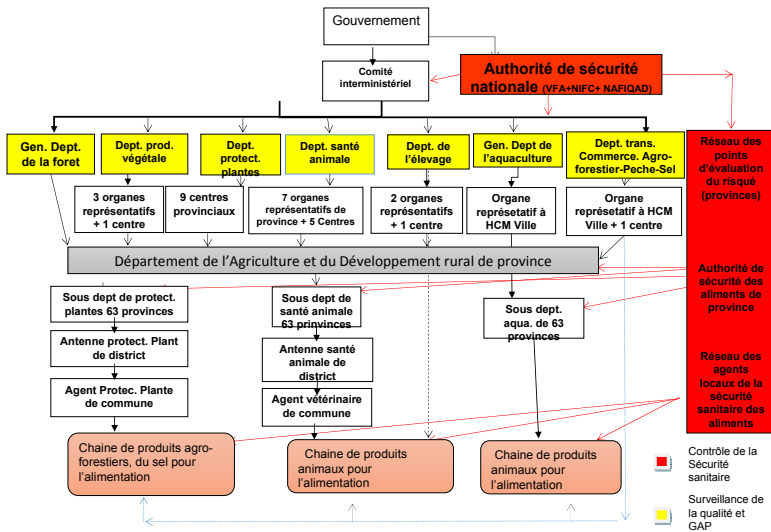 Gouvernement
Comité
interministériel
Authorité de sécurité
nationale (VFA+NIFC+ NAFIQAD)
Gen. Dept.
de la foret
Dept. prod.
végétale
Dept.
protect.
plantes
Dept. santé
animale
Dept. de
l'élevage
Gen. Dept de
l'aquaculture
Dept. trans.
Commerce. Agro-
forestier-Peche-Sel
3 organes
représentatifs
+ 1 centre
9 centres
provinciaux
7 organes
réprésentatifs de
province + 5 Centres
2 organes
représentatifs
+ 1 centre
Organe
représetatif à
HCM Ville
Organe
représetatif à HCM
Ville + 1 centre
Réseau des
points
d'évaluation
du risqué
(provinces)
Authorité de
sécurité des
aliments de
province
Réseau des
agents
locaux de la
sécurité
sanitaire des
aliments
Département de l'Agriculture et du Dévéloppement rural de province
Sous dept de protect.
plantes 63 provinces
Antenne protect. Plant
de district
Agent Protec. Plante
de commune
Sous dept de
santé animale
63 prinvinces
Antenne santé
animale de
district
Agent vétérinaire
de commune
Sous dept.
aqua. de 63
provinces
Chaine de produits agro-
forestiers, du sel pour
l'alimentation
Chaine de produits
animaux pour
l'alimentation
Chaine de produits
animaux pour
l'alimentation
Contrôle de la
Sécurité
sanitaire
Surveillance de
la qualité et
GAP